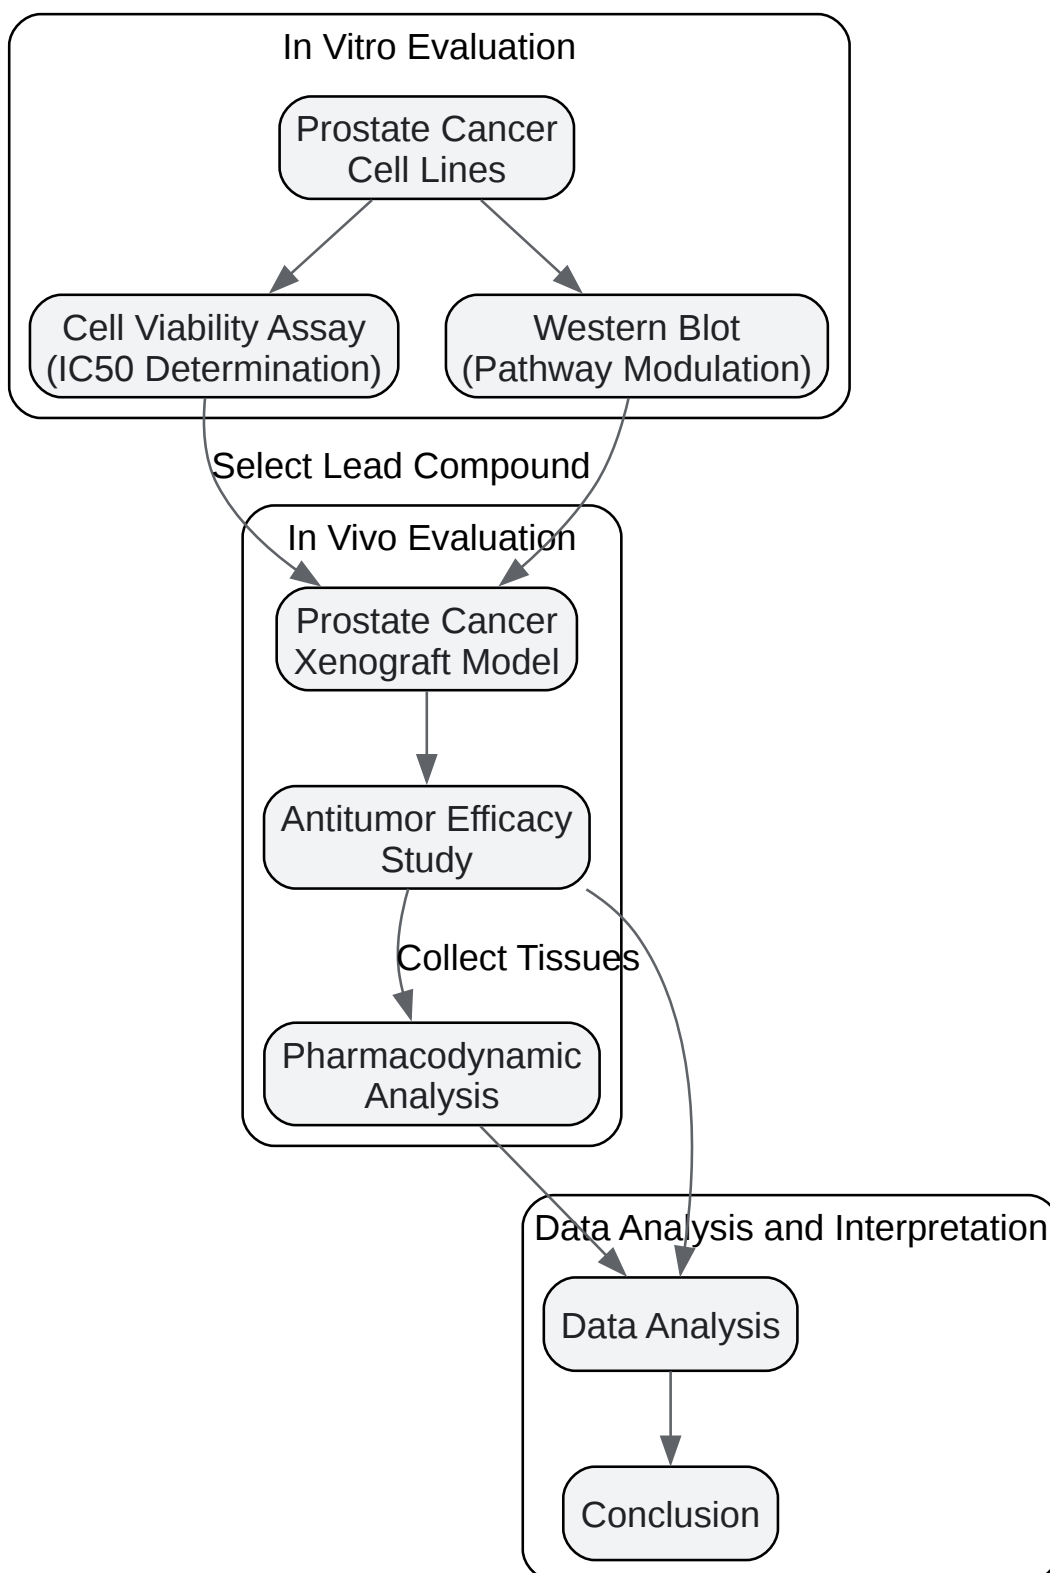 In Vitro Evaluation
Prostate Cancer
Cell Lines
Cell Viability Assay
(IC50 Determination)
Western Blot
(Pathway Modulation)
Select Lead Compound
In Vivo Evaluation
Prostate Cancer
Xenograft Model
Antitumor Efficacy
Study
Collect Tissues
Pharmacodynamic
Analysis
Data Analysis and Interpretation
Data Analysis
Conclusion